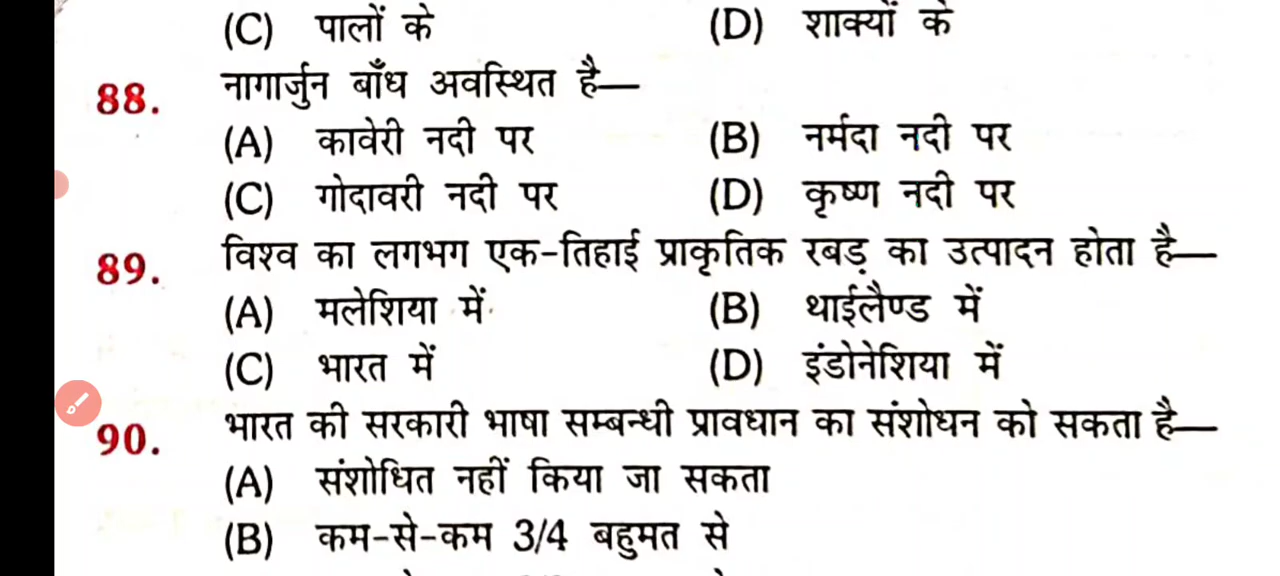 (C) पालों के (D) शाक्यों के
88. नागार्जुन बाँध अवस्थित है—
(A) कावेरी नदी पर (B) नर्मदा नदी पर
(C) गोदावरी नदी पर (D) कृष्ण नदी पर
89. विश्व का लगभग एक-तिहाई प्राकृतिक रबड़ का उत्पादन होता है—
(A) मलेशिया में (B) थाईलैण्ड में
(C) भारत में (D) इंडोनेशिया में
90. भारत की सरकारी भाषा सम्बन्धी प्रावधान का संशोधन को सकता है—
(A) संशोधित नहीं किया जा सकता
(B) कम-से-कम 3/4 बहुमत से